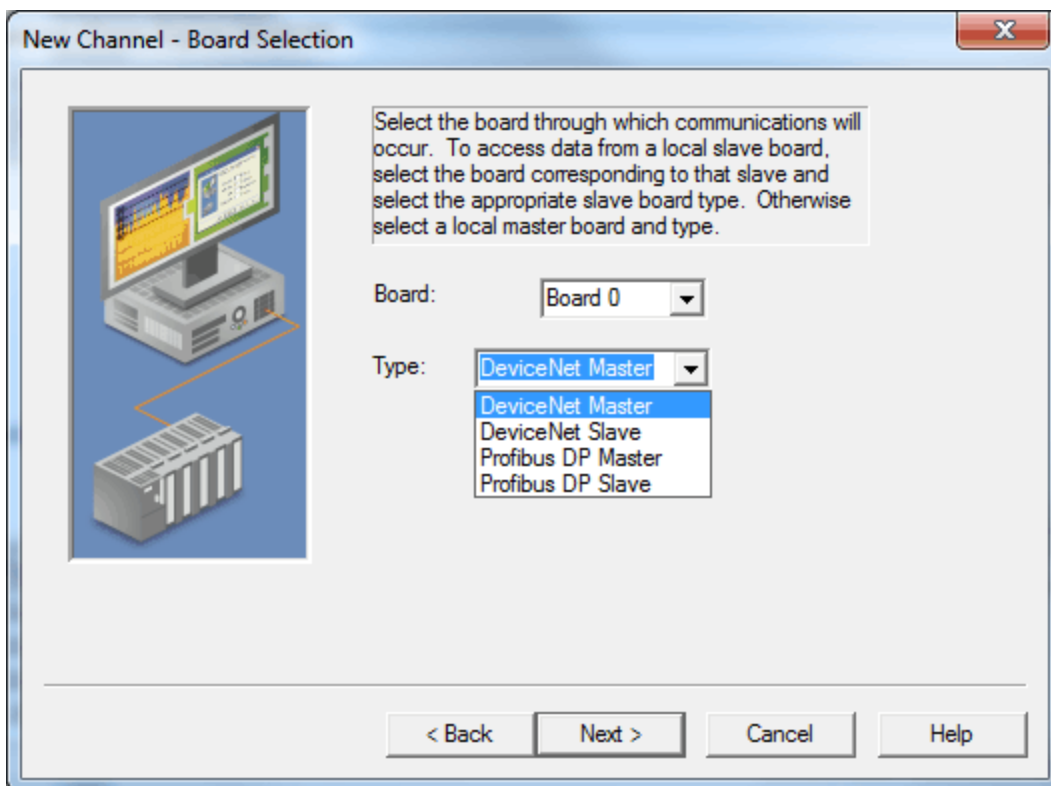 New Channel - Board Selection
Select the board through which communications will
occur.  To access data from a local slave board,
select the board corresponding to that slave and
select the appropriate slave board type.  Otherwise
select a local master board and type.
Board: Board 0
Type: DeviceNet Master
DeviceNet Master
DeviceNet Slave
Profibus DP Master
Profibus DP Slave
< Back Next > Cancel Help